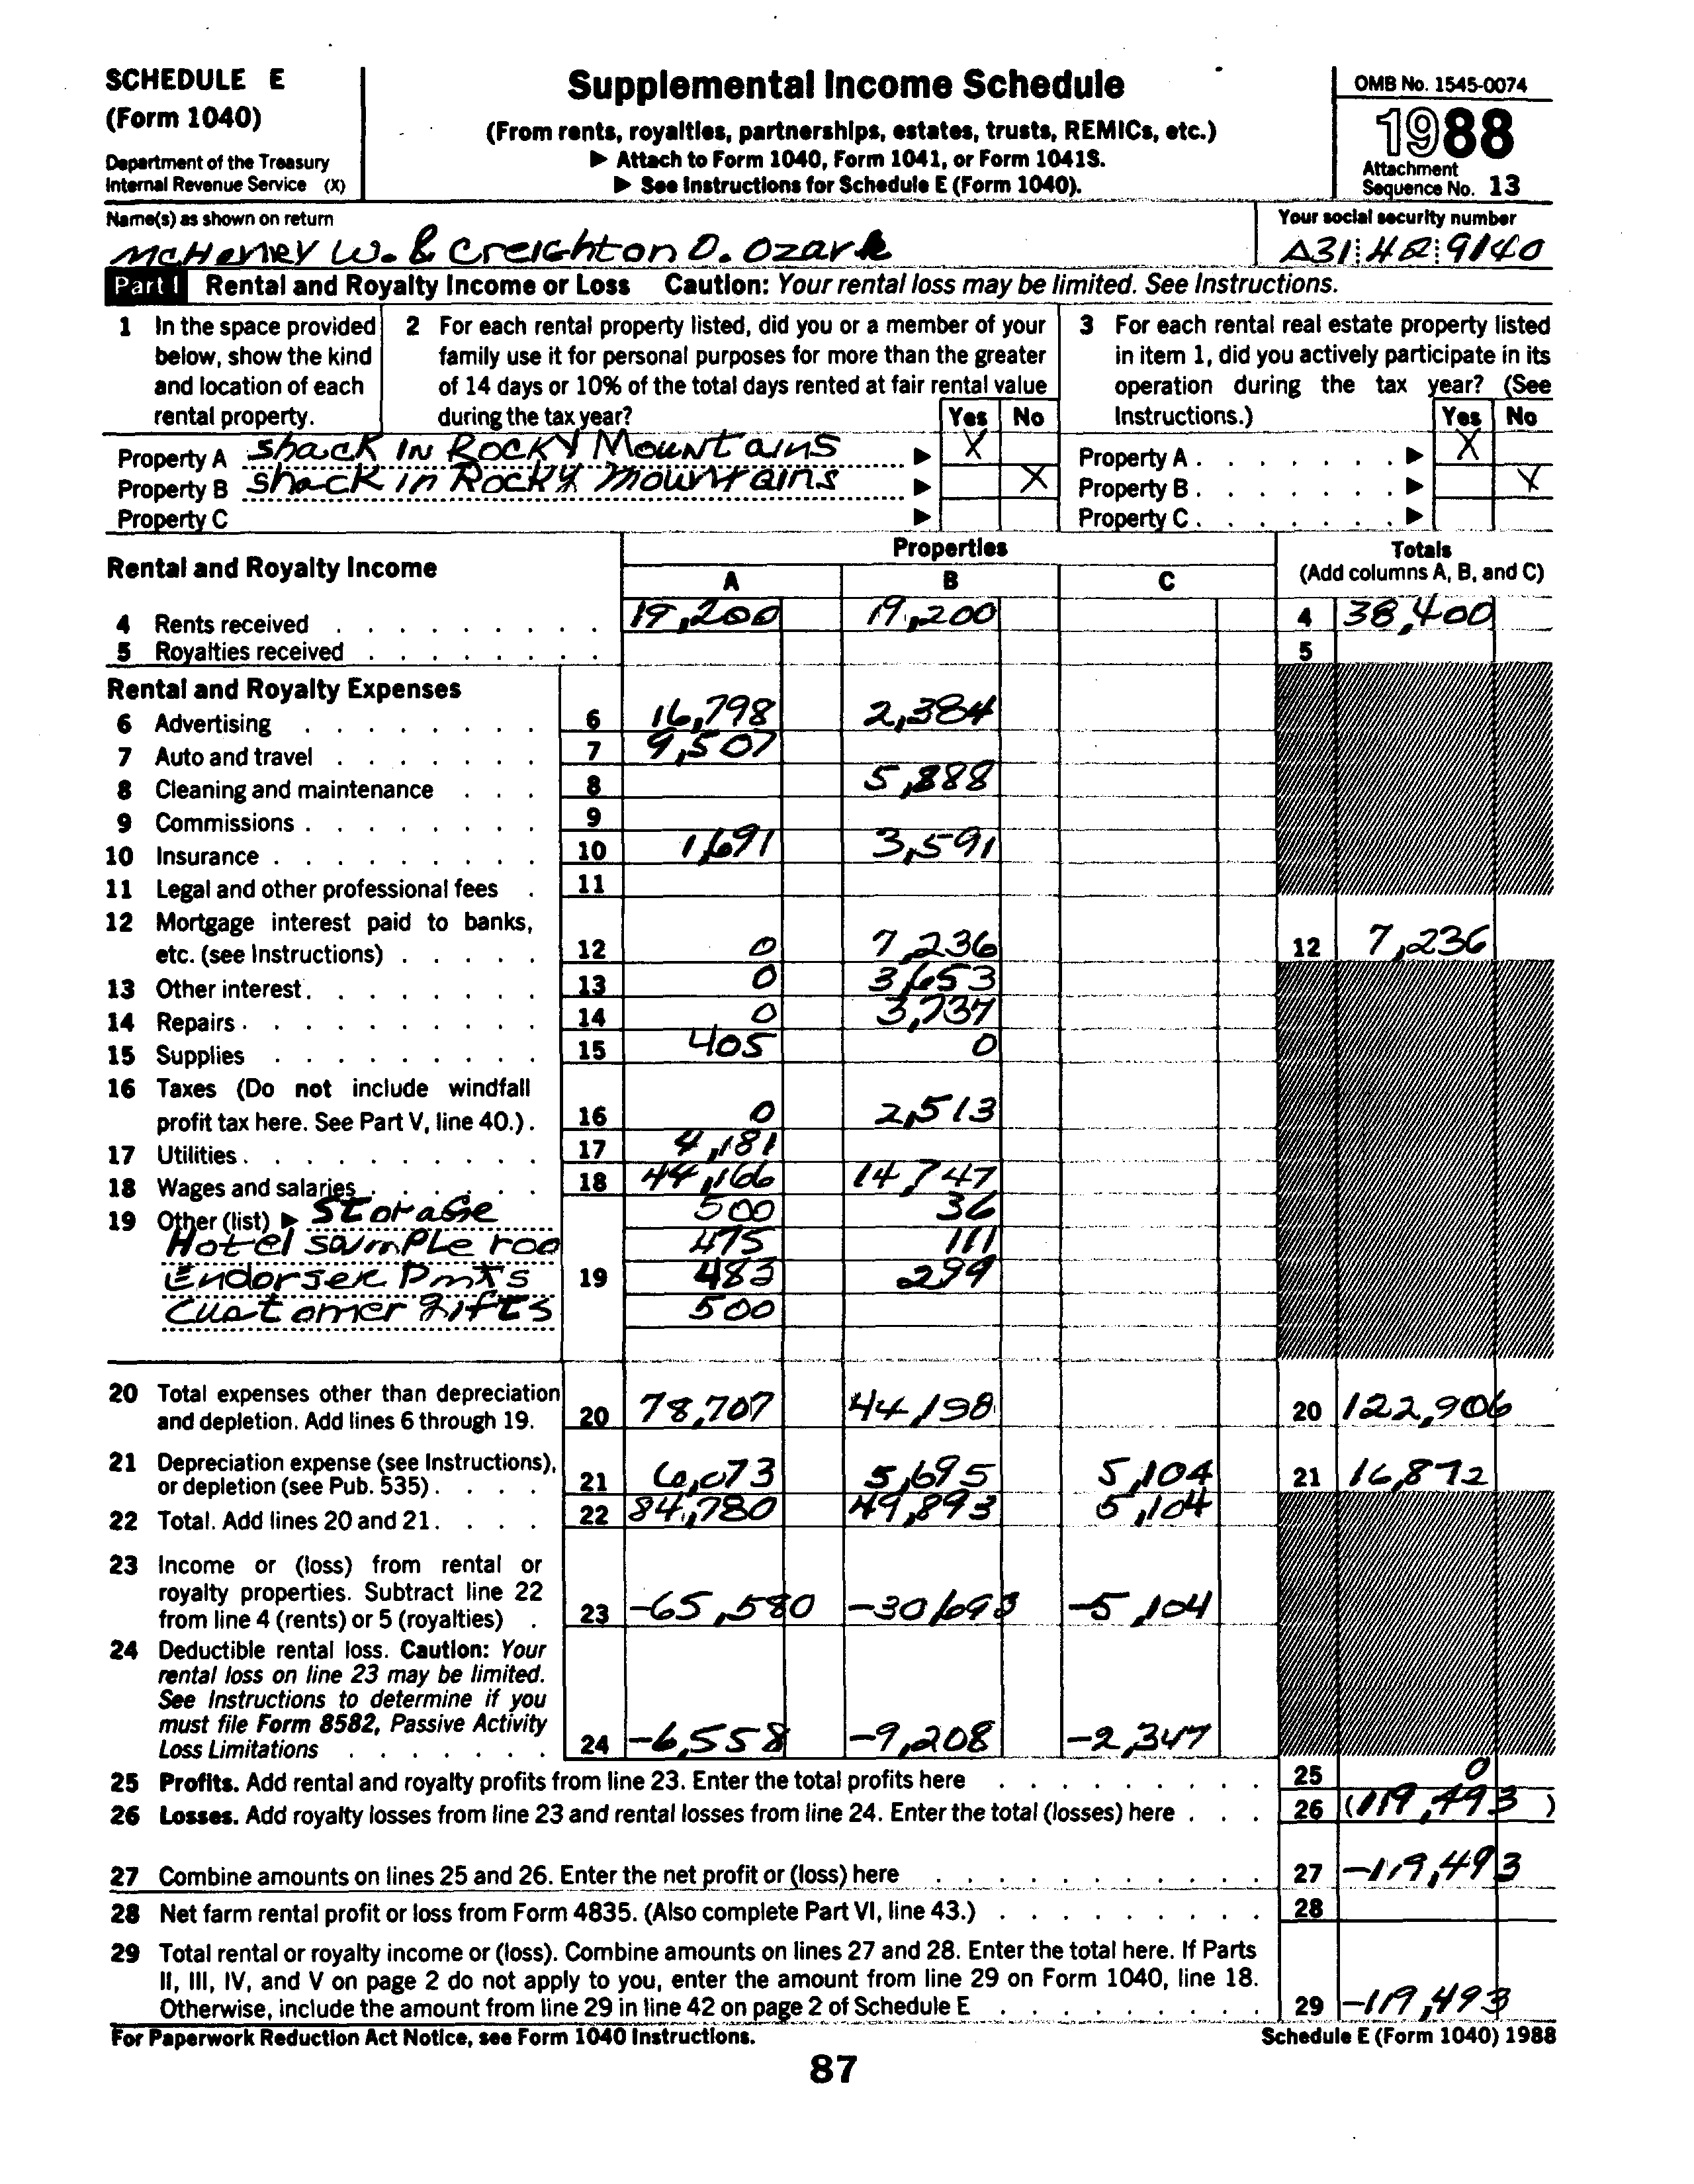 SCHEDULE E
(Form 1040)
Department of the Treasury
Internal Revenue Service (X)
Supplemental Income Schedule
(From rents, royalties, partnerships, estates, trusts, REMICs, etc.)
▶ Attach to Form 1040, Form 1041, or Form 1041S.
▶ See Instructions for Schedule E (Form 1040).
OMB No. 1545-0074
1988
Attachment
Sequence No. 13
Name(s) as shown on return
McHenry W. & Creighton D. Ozark
Your social security number
A31 42 9140
Part I Rental and Royalty Income or Loss Caution: Your rental loss may be limited. See Instructions.
1 In the space provided below, show the kind and location of each rental property.
2 For each rental property listed, did you or a member of your family use it for personal purposes for more than the greater of 14 days or 10% of the total days rented at fair rental value during the tax year? Yes No
3 For each rental real estate property listed in item 1, did you actively participate in its operation during the tax year? (See Instructions.) Yes No
Property A shack IN ROCKY MOUNTAINS ▶ X Property A ▶ X
Property B shack in Rocky mountains ▶ X Property B ▶ X
Property C ▶ Property C ▶
Rental and Royalty Income
Properties
A B C
Totals
(Add columns A, B, and C)
4 Rents received 19,200 19,200 4 38,400
5 Royalties received 5
Rental and Royalty Expenses
6 Advertising 6 16,798 2,384
7 Auto and travel 7 9,507
8 Cleaning and maintenance 8 5,888
9 Commissions 9
10 Insurance 10 1,691 3,591
11 Legal and other professional fees 11
12 Mortgage interest paid to banks,
etc. (see Instructions) 12 0 7,236 12 7,236
13 Other interest 13 0 3,653
14 Repairs 14 0 3,737
15 Supplies 15 405 0
16 Taxes (Do not include windfall
profit tax here. See Part V, line 40.) 16 0 2,513
17 Utilities 17 4,181
18 Wages and salaries 18 44,166 14,747
19 Other (list) ▶ Storage 500 36
Hotel sample roo 475 111
Endorsee Pmts 19 483 299
Customer gifts 500
20 Total expenses other than depreciation
and depletion. Add lines 6 through 19. 20 78,707 44,198 20 122,906
21 Depreciation expense (see Instructions),
or depletion (see Pub. 535) 21 6,073 5,695 5,104 21 16,872
22 Total. Add lines 20 and 21. 22 84,780 49,893 5,104
23 Income or (loss) from rental or
royalty properties. Subtract line 22
from line 4 (rents) or 5 (royalties) 23 -65,580 -30,693 -5,104
24 Deductible rental loss. Caution: Your
rental loss on line 23 may be limited.
See Instructions to determine if you
must file Form 8582, Passive Activity
Loss Limitations 24 -6,558 -9,208 -2,347
25 Profits. Add rental and royalty profits from line 23. Enter the total profits here 25 0
26 Losses. Add royalty losses from line 23 and rental losses from line 24. Enter the total (losses) here 26 (119,493)
27 Combine amounts on lines 25 and 26. Enter the net profit or (loss) here 27 -119,493
28 Net farm rental profit or loss from Form 4835. (Also complete Part VI, line 43.) 28
29 Total rental or royalty income or (loss). Combine amounts on lines 27 and 28. Enter the total here. If Parts
II, III, IV, and V on page 2 do not apply to you, enter the amount from line 29 on Form 1040, line 18.
Otherwise, include the amount from line 29 in line 42 on page 2 of Schedule E 29 -119,493
For Paperwork Reduction Act Notice, see Form 1040 Instructions.
Schedule E (Form 1040) 1988
87